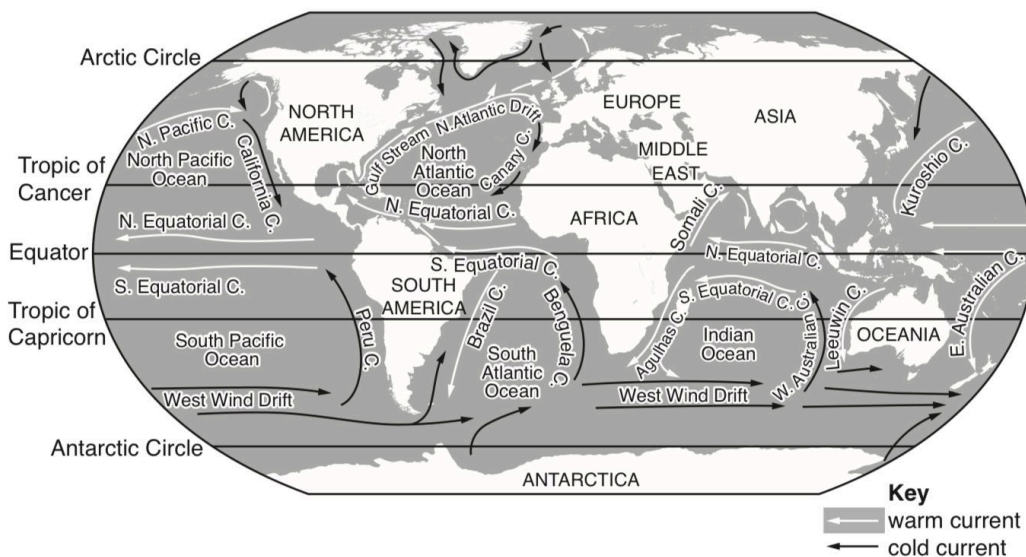 Arctic Circle
NORTH
AMERICA
EUROPE
ASIA
N. Pacific C.
California C.
North Pacific
Ocean
Gulf Stream
N.Atlantic Drift
North
Atlantic
Ocean
Canary C.
MIDDLE
EAST
Kuroshio C.
Tropic of
Cancer
N. Equatorial C.
N. Equatorial C.
AFRICA
Somali C.
N. Equatorial C.
Equator
S. Equatorial C.
S. Equatorial C.
SOUTH
AMERICA
S. Equatorial C.
Tropic of
Capricorn
Peru C.
Brazil C.
Benguela C.
Agulhas C.
Indian
Ocean
W. Australian C.
Leeuwin C.
OCEANIA
E. Australian C.
South Pacific
Ocean
South
Atlantic
Ocean
West Wind Drift
West Wind Drift
Antarctic Circle
ANTARCTICA
Key
warm current
cold current